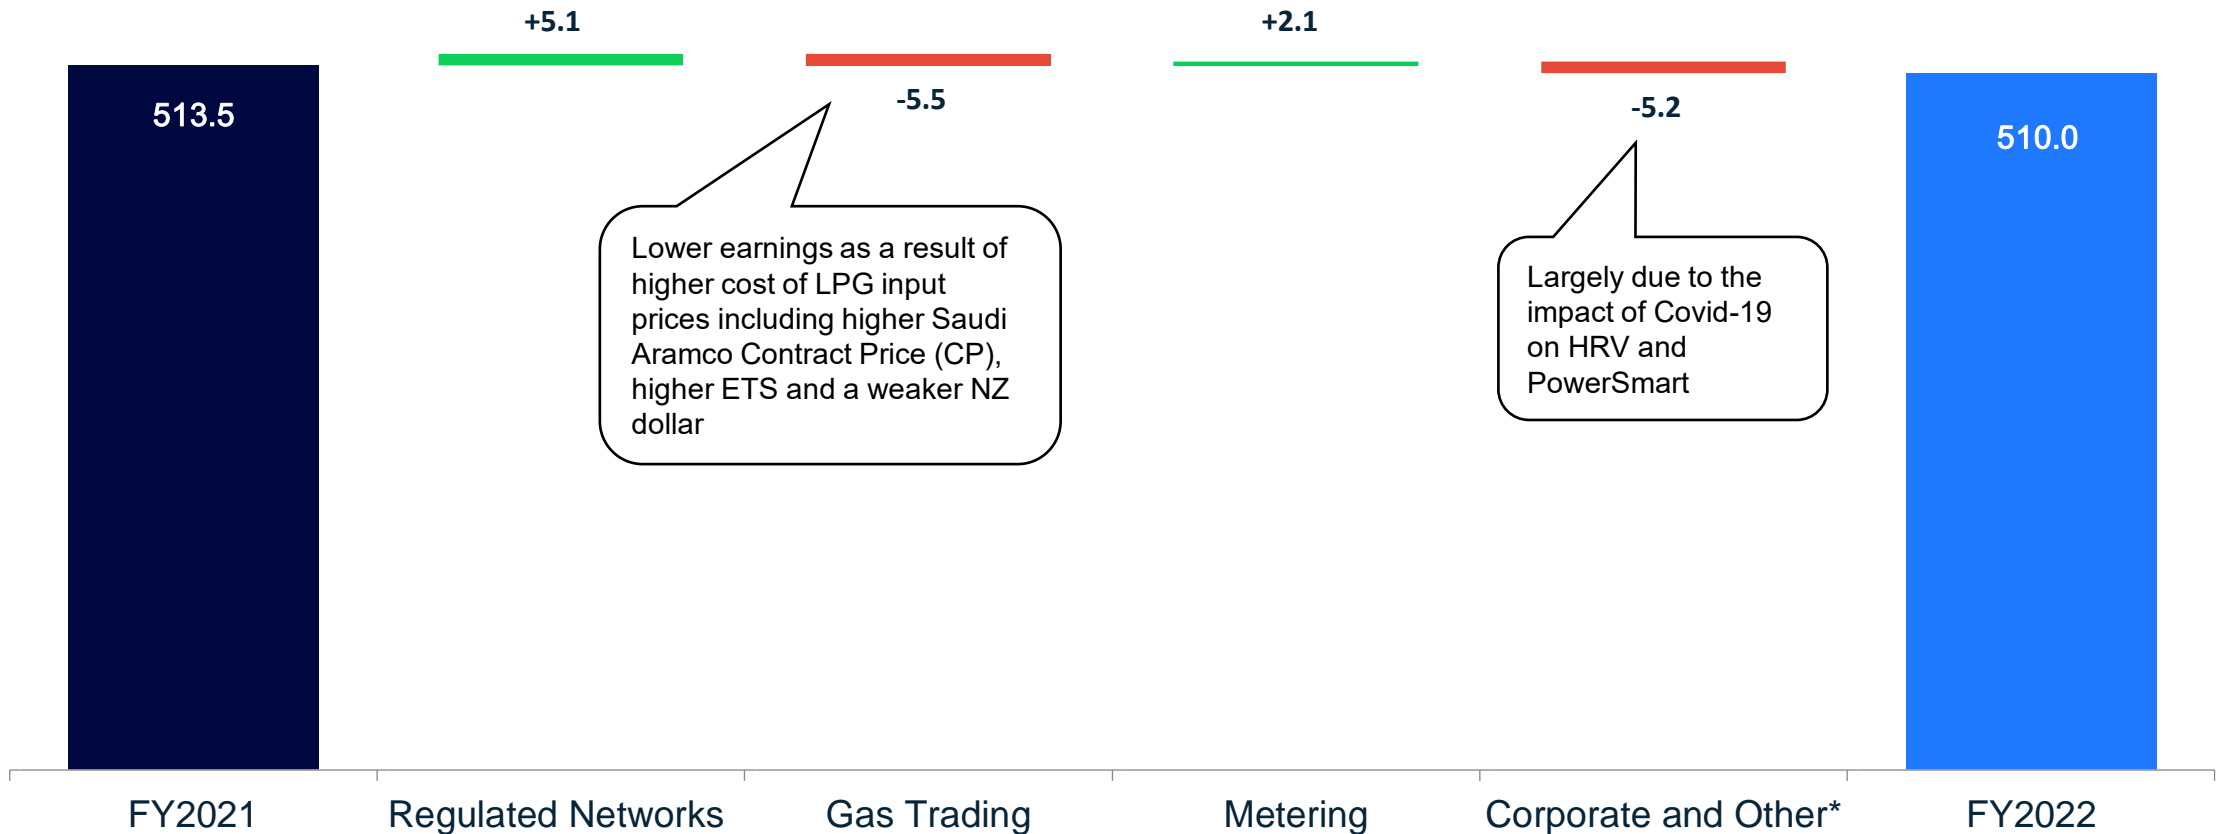 +5.1
+2.1
513.5
-5.5
-5.2
510.0
Lower earnings as a result of
higher cost of LPG input
prices including higher Saudi
Aramco Contract Price (CP),
higher ETS and a weaker NZ
dollar
Largely due to the
impact of Covid-19
on HRV and
PowerSmart
FY2021
Regulated Networks
Gas Trading
Metering
Corporate and Other*
FY2022